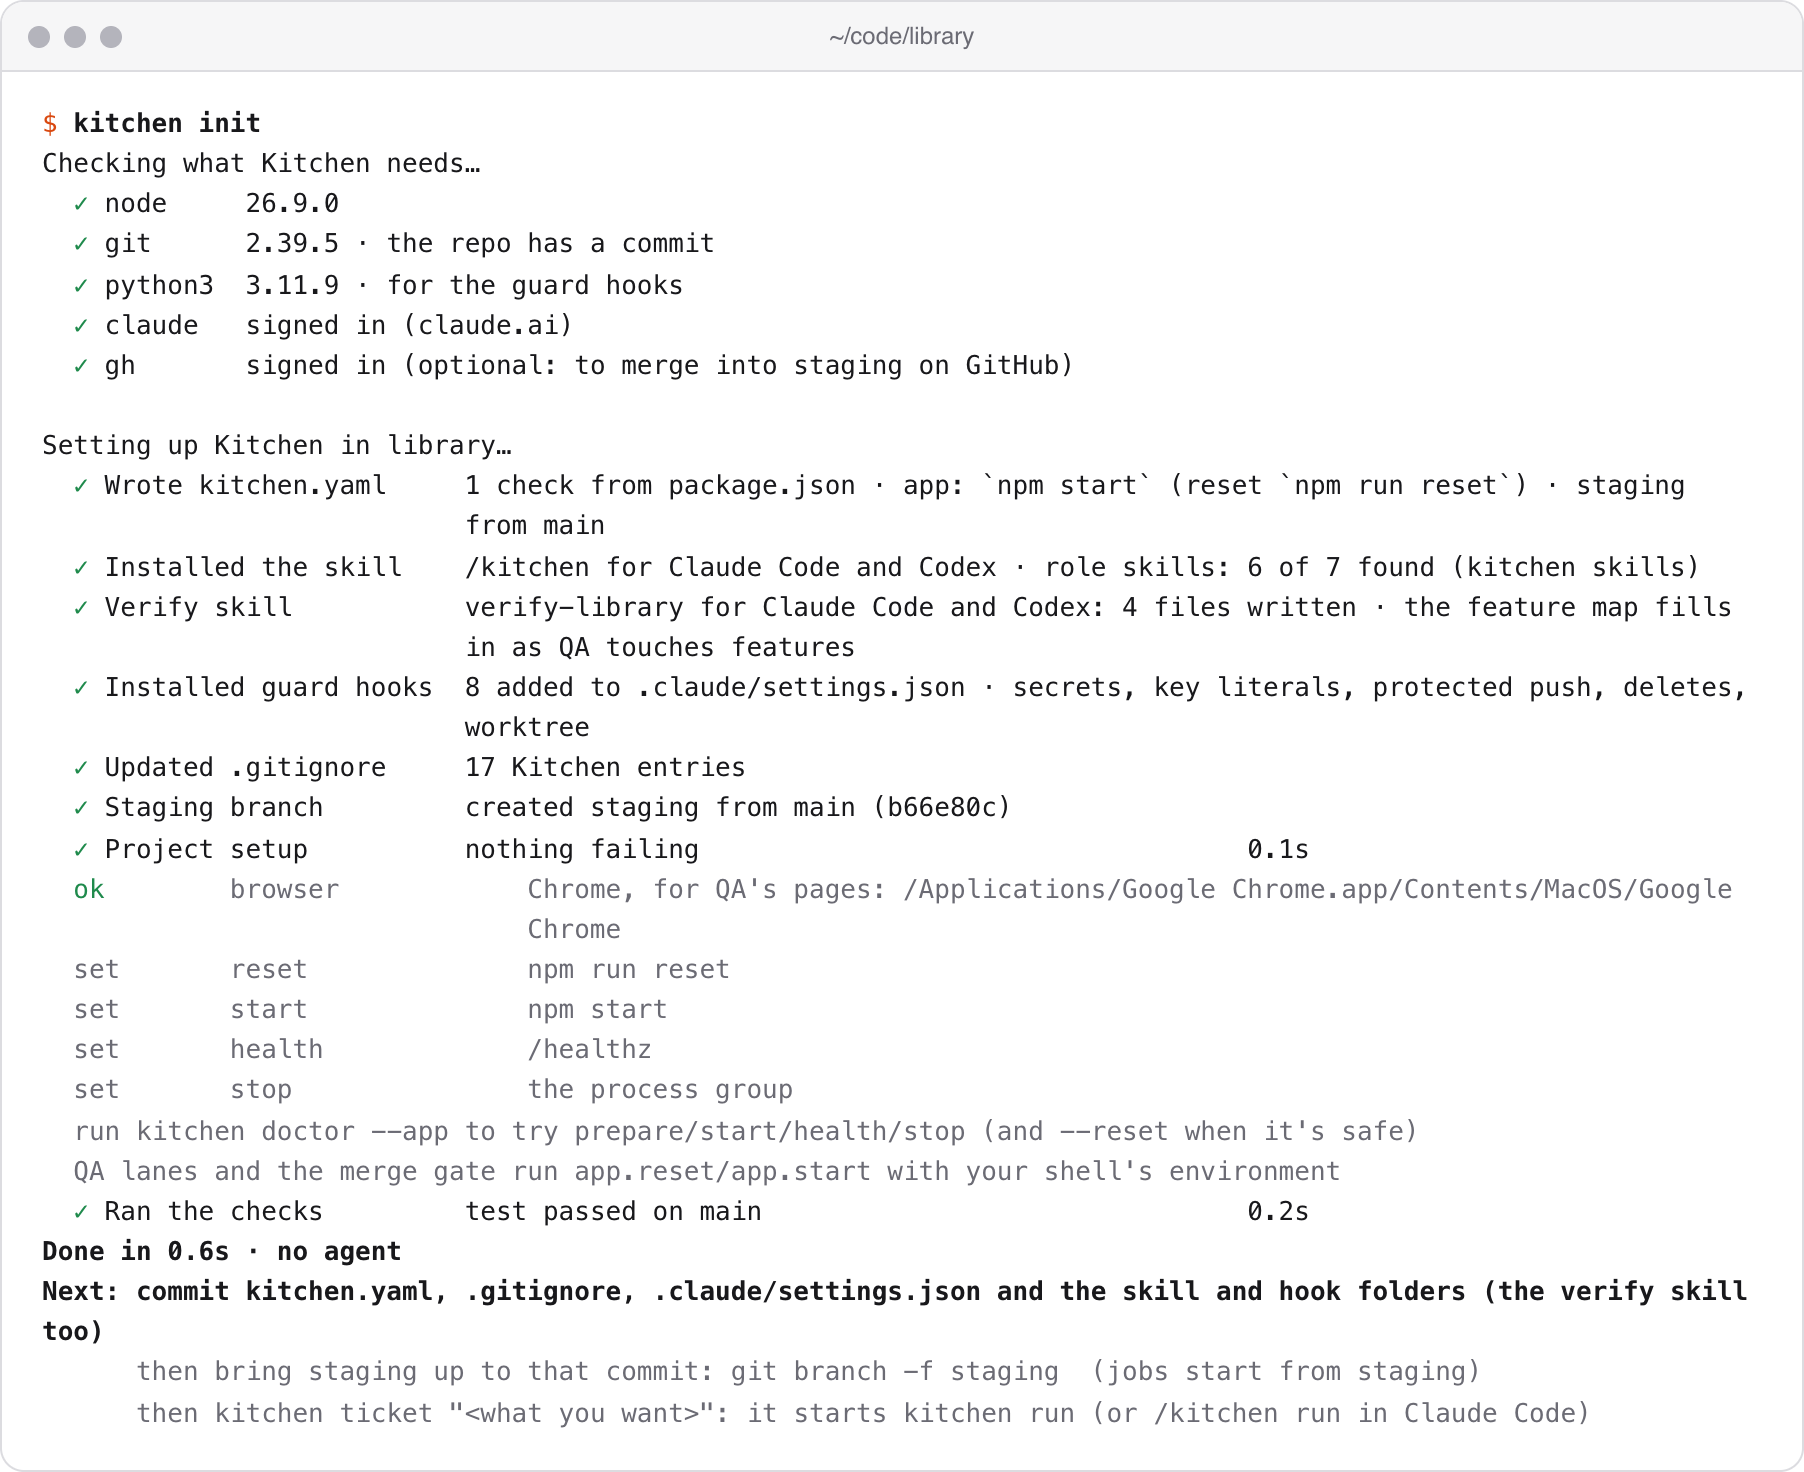 ~/code/library
$ kitchen init
Checking what Kitchen needs…
✓ node     26.9.0
✓ git      2.39.5 · the repo has a commit
✓ python3  3.11.9 · for the guard hooks
✓ claude   signed in (claude.ai)
✓ gh       signed in (optional: to merge into staging on GitHub)
Setting up Kitchen in library…
✓ Wrote kitchen.yaml     1 check from package.json · app: `npm start` (reset `npm run reset`) · staging
from main
✓ Installed the skill    /kitchen for Claude Code and Codex · role skills: 6 of 7 found (kitchen skills)
✓ Verify skill           verify-library for Claude Code and Codex: 4 files written · the feature map fills
in as QA touches features
✓ Installed guard hooks  8 added to .claude/settings.json · secrets, key literals, protected push, deletes,
worktree
✓ Updated .gitignore     17 Kitchen entries
✓ Staging branch         created staging from main (b66e80c)
✓ Project setup          nothing failing                                   0.1s
ok        browser            Chrome, for QA's pages: /Applications/Google Chrome.app/Contents/MacOS/Google
Chrome
set       reset              npm run reset
set       start              npm start
set       health             /healthz
set       stop               the process group
run kitchen doctor --app to try prepare/start/health/stop (and --reset when it's safe)
QA lanes and the merge gate run app.reset/app.start with your shell's environment
✓ Ran the checks         test passed on main                               0.2s
Done in 0.6s · no agent
Next: commit kitchen.yaml, .gitignore, .claude/settings.json and the skill and hook folders (the verify skill
too)
then bring staging up to that commit: git branch -f staging  (jobs start from staging)
then kitchen ticket "<what you want>": it starts kitchen run (or /kitchen run in Claude Code)